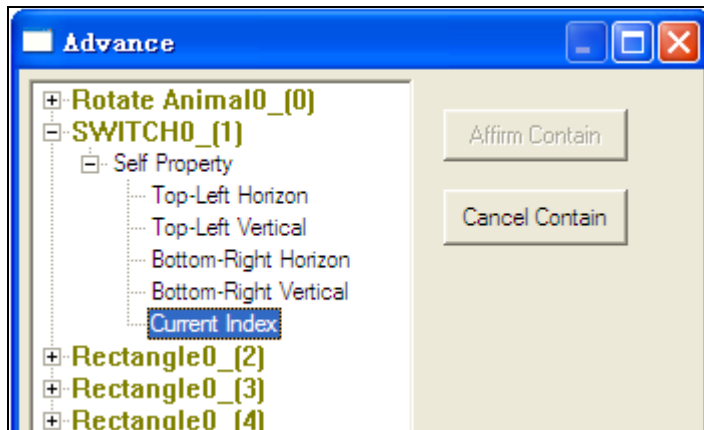 Advance
Rotate Animal0_(0)
SWITCH0_(1)
Self Property
Top-Left Horizon
Top-Left Vertical
Bottom-Right Horizon
Bottom-Right Vertical
Current Index
Rectangle0_(2)
Rectangle0_(3)
Rectangle0_(4)
Affirm Contain
Cancel Contain